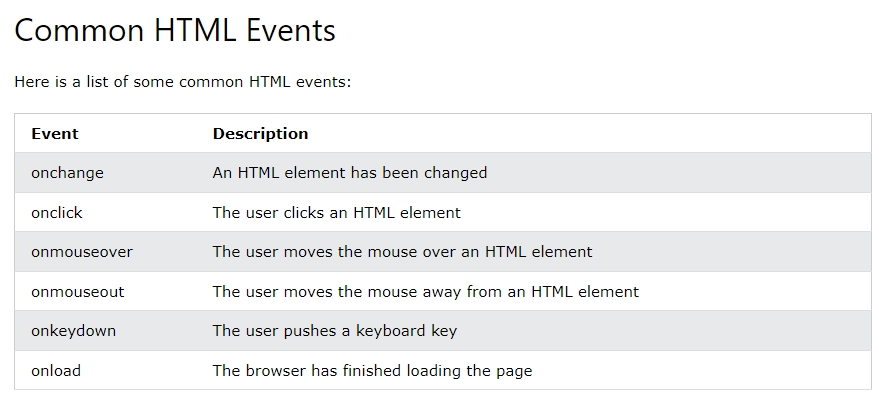 Common HTML Events
Here is a list of some common HTML events:
Event Description
onchange An HTML element has been changed
onclick The user clicks an HTML element
onmouseover The user moves the mouse over an HTML element
onmouseout The user moves the mouse away from an HTML element
onkeydown The user pushes a keyboard key
onload The browser has finished loading the page